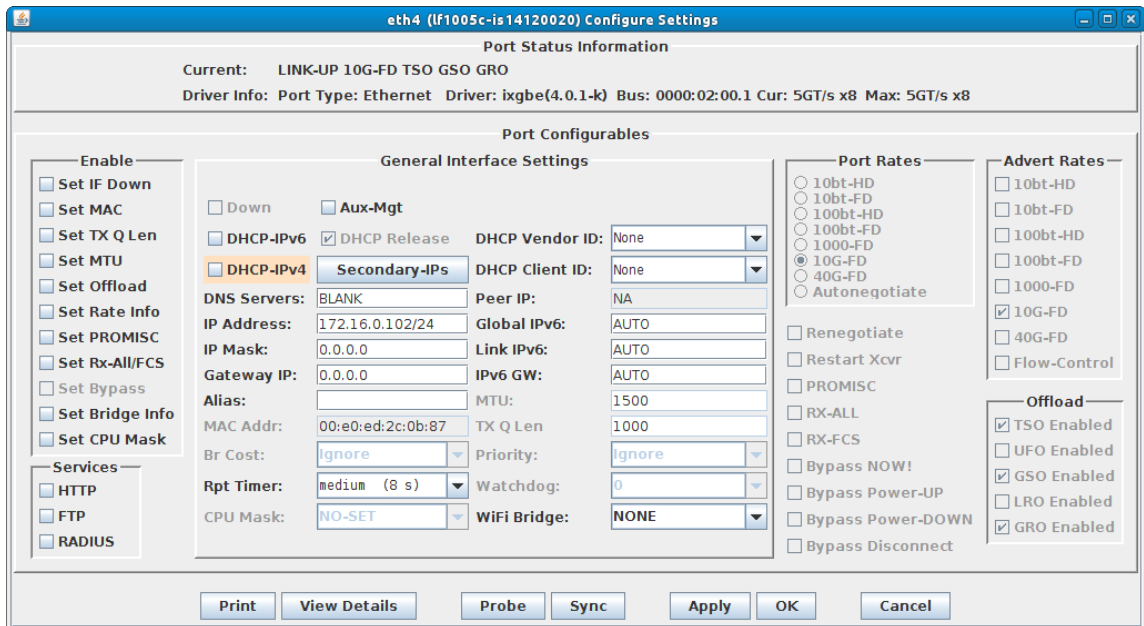 eth4 (lf1005c-is14120020) Configure Settings
Port Status Information
Current: LINK-UP 10G-FD TSO GSO GRO
Driver Info: Port Type: Ethernet Driver: ixgbe(4.0.1-k) Bus: 0000:02:00.1 Cur: 5GT/s x8 Max: 5GT/s x8
Port Configurables
Enable
Set IF Down
Set MAC
Set TX Q Len
Set MTU
Set Offload
Set Rate Info
Set PROMISC
Set Rx-All/FCS
Set Bypass
Set Bridge Info
Set CPU Mask
Services
HTTP
FTP
RADIUS
General Interface Settings
Down Aux-Mgt
DHCP-IPv6 DHCP Release DHCP Vendor ID: None
DHCP-IPv4 Secondary-IPs DHCP Client ID: None
DNS Servers: BLANK Peer IP: NA
IP Address: 172.16.0.102/24 Global IPv6: AUTO
IP Mask: 0.0.0.0 Link IPv6: AUTO
Gateway IP: 0.0.0.0 IPv6 GW: AUTO
Alias: MTU: 1500
MAC Addr: 00:e0:ed:2c:0b:87 TX Q Len 1000
Br Cost: Ignore Priority: Ignore
Rpt Timer: medium (8 s) Watchdog: 0
CPU Mask: NO-SET WiFi Bridge: NONE
Port Rates
10bt-HD
10bt-FD
100bt-HD
100bt-FD
1000-FD
10G-FD
40G-FD
Autonegotiate
Renegotiate
Restart Xcvr
PROMISC
RX-ALL
RX-FCS
Bypass NOW!
Bypass Power-UP
Bypass Power-DOWN
Bypass Disconnect
Advert Rates
10bt-HD
10bt-FD
100bt-HD
100bt-FD
1000-FD
10G-FD
40G-FD
Flow-Control
Offload
TSO Enabled
UFO Enabled
GSO Enabled
LRO Enabled
GRO Enabled
Print View Details Probe Sync Apply OK Cancel